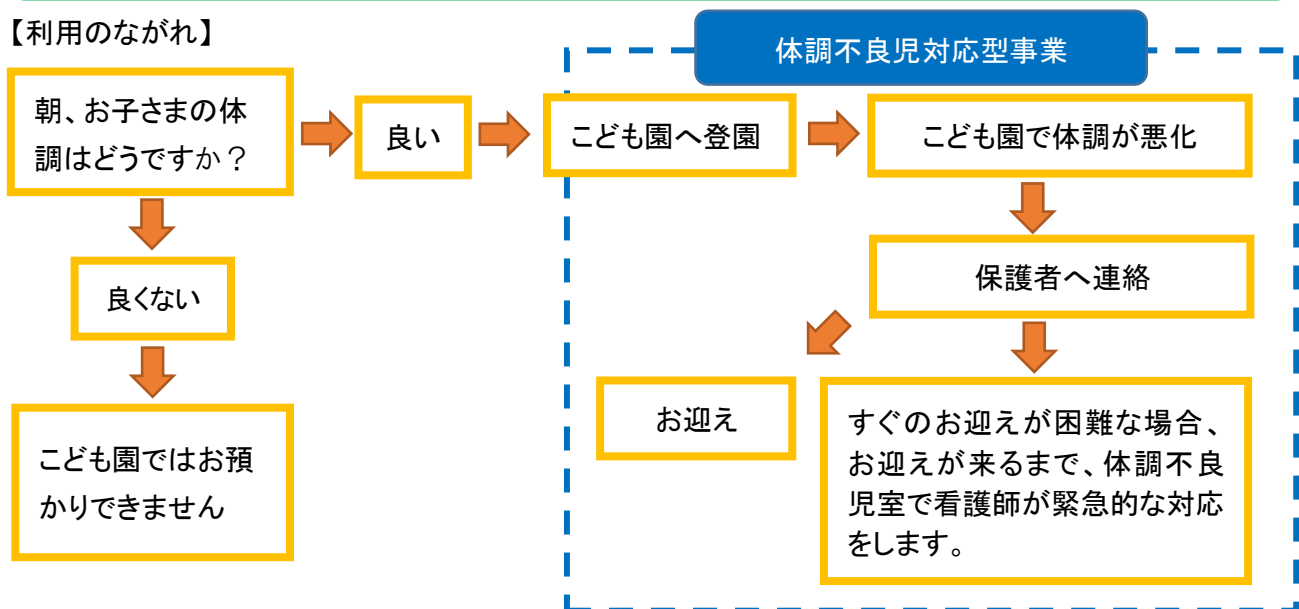 【利用のながれ】
体調不良児対応型事業
朝、お子さまの体
調はどうですか？
良い
こども園へ登園
こども園で体調が悪化
良くない
保護者へ連絡
こども園ではお預
かりできません
お迎え
すぐのお迎えが困難な場合、
お迎えが来るまで、体調不良
児室で看護師が緊急的な対応
をします。